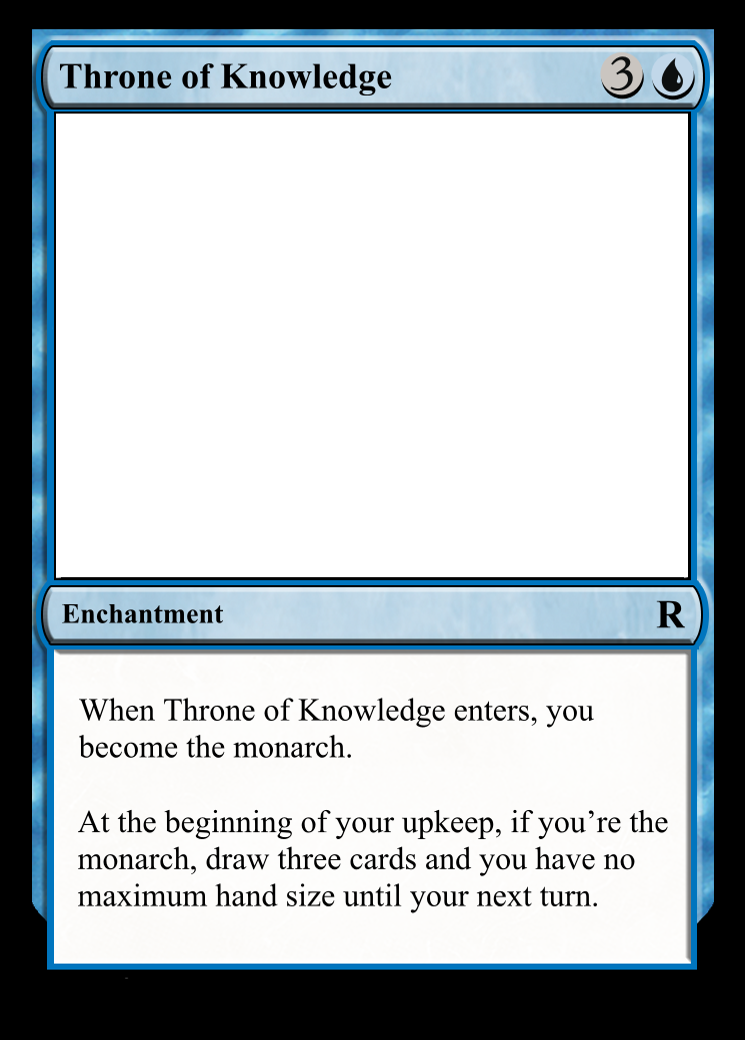 Throne of Knowledge 3
Enchantment R
When Throne of Knowledge enters, you
become the monarch.
At the beginning of your upkeep, if you’re the
monarch, draw three cards and you have no
maximum hand size until your next turn.